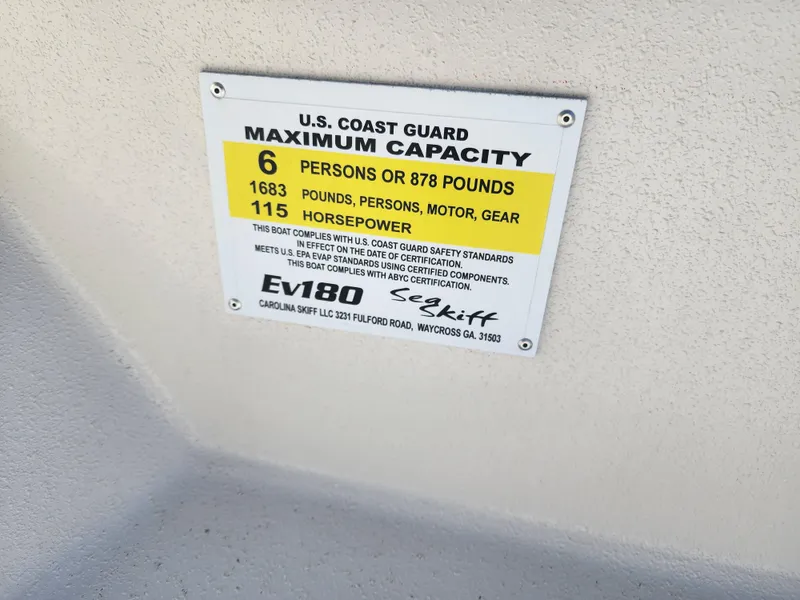 U.S. COAST GUARD
MAXIMUM CAPACITY
6 PERSONS OR 878 POUNDS
1683 POUNDS, PERSONS, MOTOR, GEAR
115 HORSEPOWER
THIS BOAT COMPLIES WITH U.S. COAST GUARD SAFETY STANDARDS
IN EFFECT ON THE DATE OF CERTIFICATION.
MEETS U.S. EPA EVAP STANDARDS USING CERTIFIED COMPONENTS.
THIS BOAT COMPLIES WITH ABYC CERTIFICATION.
Ev180 Sea Skiff
CAROLINA SKIFF LLC 3231 FULFORD ROAD, WAYCROSS GA. 31503